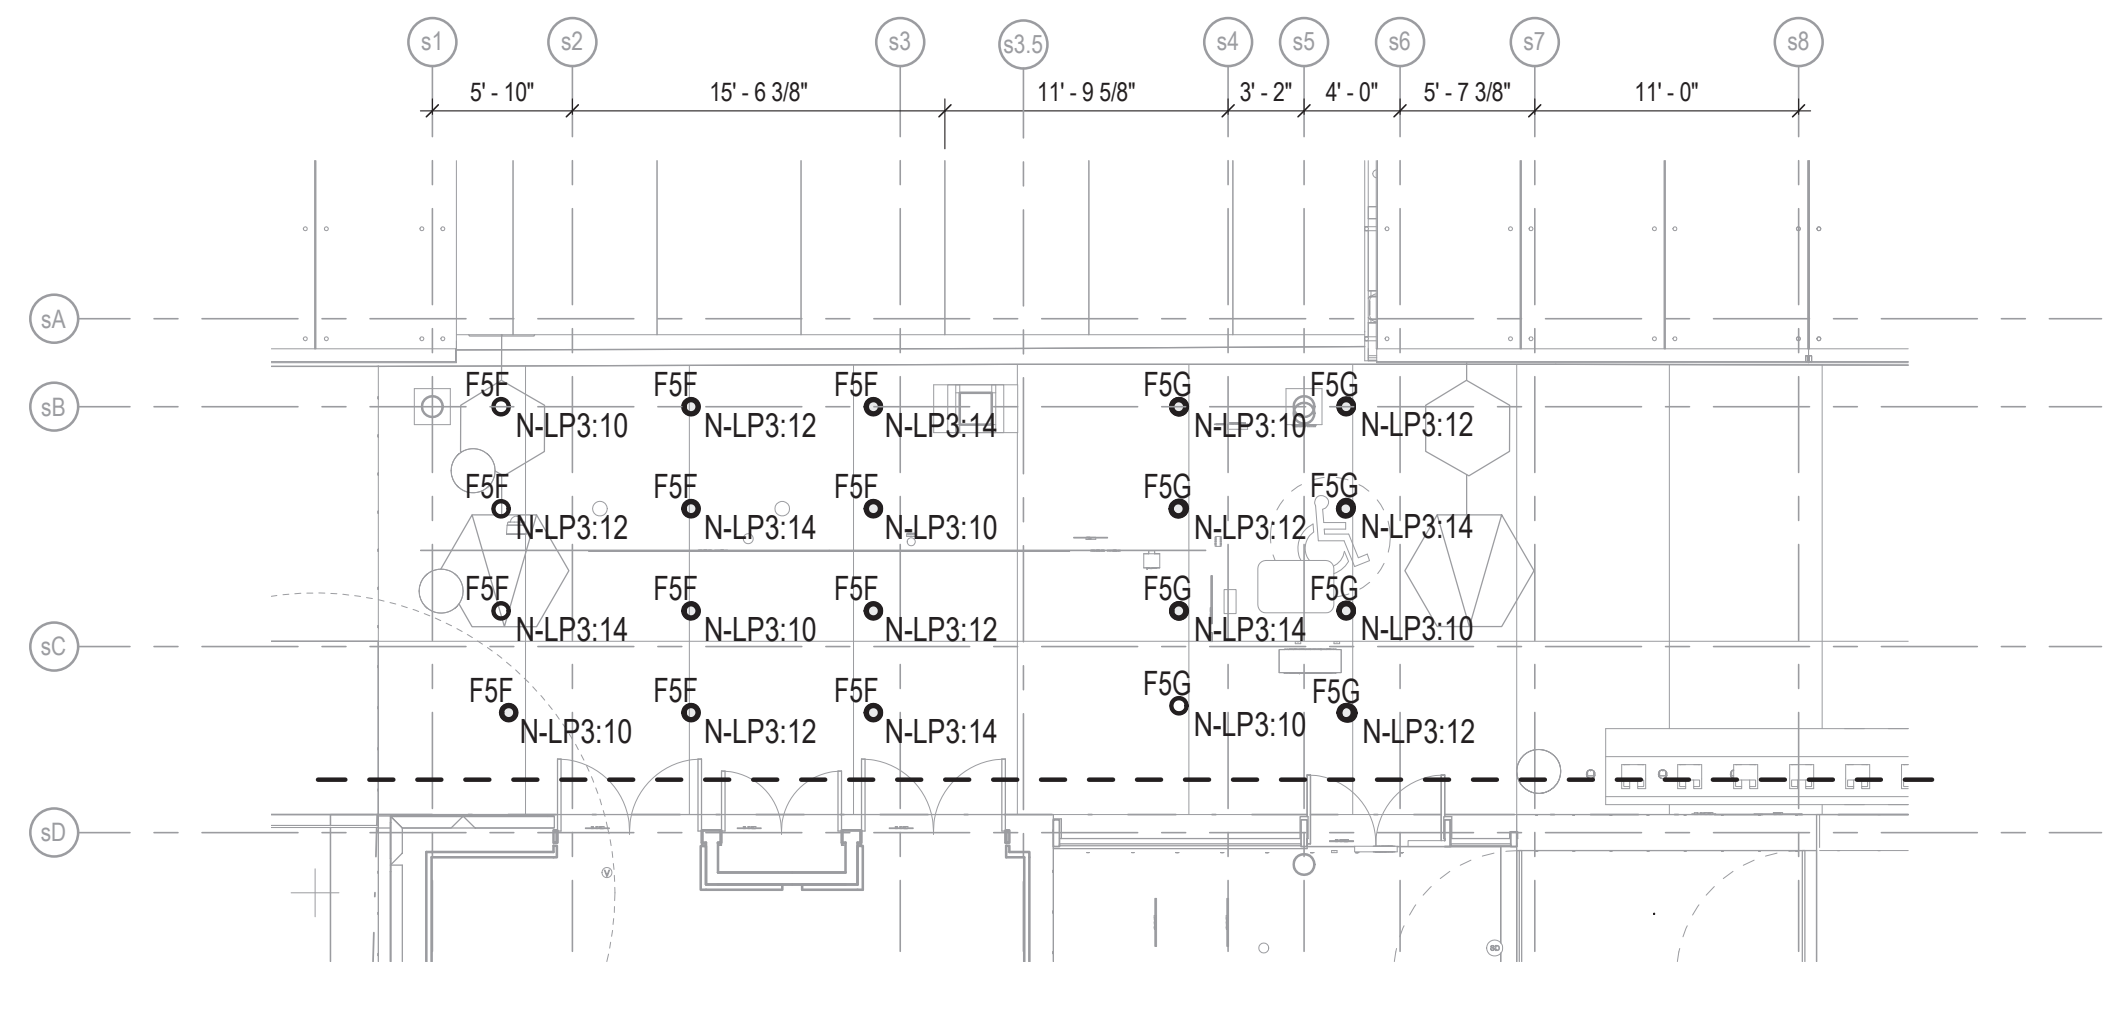 s1 s2 s3 s3.5 s4 s5 s6 s7 s8
5' - 10" 15' - 6 3/8" 11' - 9 5/8" 3' - 2" 4' - 0" 5' - 7 3/8" 11' - 0"
sA
F5F F5F F5F F5G F5G
sB
N-LP3:10 N-LP3:12 N-LP3:14 N-LP3:10 N-LP3:12
F5F F5F F5F F5G F5G
N-LP3:12 N-LP3:14 N-LP3:10 N-LP3:12 N-LP3:14
F5F F5F F5F F5G F5G
N-LP3:14 N-LP3:10 N-LP3:12 N-LP3:14 N-LP3:10
sC
F5F F5F F5F F5G F5G
N-LP3:10 N-LP3:12 N-LP3:14 N-LP3:10 N-LP3:12
sD
SD